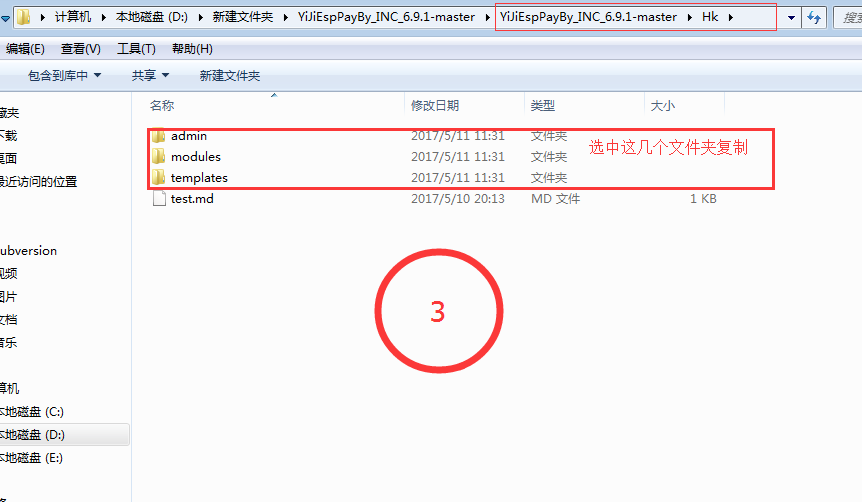 计算机 本地磁盘 (D:) 新建文件夹 YiJiEspPayBy_INC_6.9.1-master YiJiEspPayBy_INC_6.9.1-master Hk 搜索
编辑(E) 查看(V) 工具(T) 帮助(H)
包含到库中 共享 新建文件夹
名称 修改日期 类型 大小
藏夹
下载
桌面
最近访问的位置
ubversion
视频
图片
文档
音乐
算机
本地磁盘 (C:)
本地磁盘 (D:)
本地磁盘 (E:)
admin 2017/5/11 11:31 文件夹
modules 2017/5/11 11:31 文件夹
templates 2017/5/11 11:31 文件夹
test.md 2017/5/10 20:13 MD 文件 1 KB
选中这几个文件夹复制
3